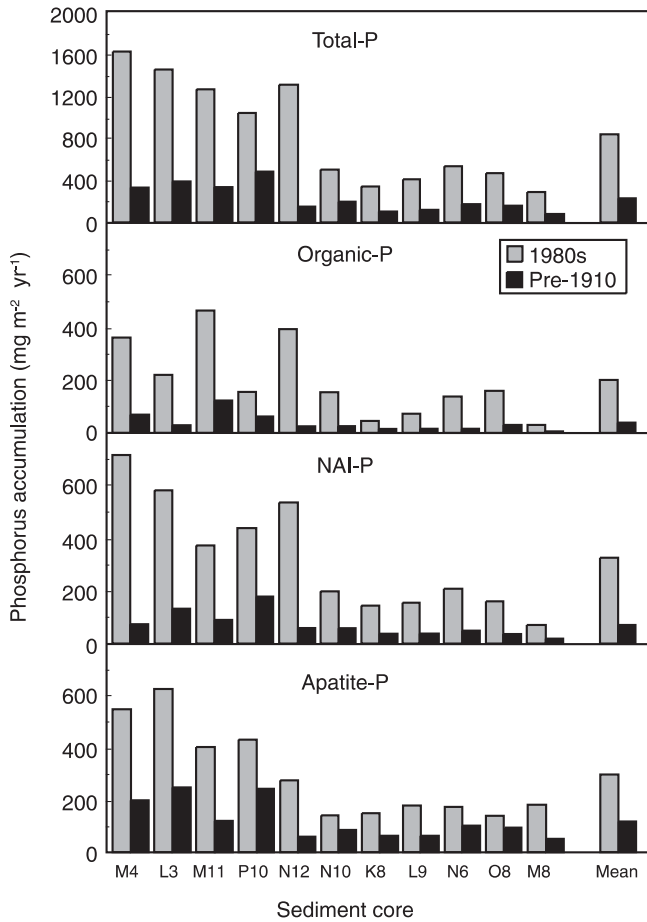 2000
1600
1200
800
400
0
Total-P
Organic-P
1980s
Pre-1910
600
400
200
0
NAI-P
600
400
200
0
Apatite-P
600
400
200
0
Phosphorus accumulation (mg m⁻² yr⁻¹)
M4 L3 M11 P10 N12 N10 K8 L9 N6 O8 M8 Mean
Sediment core